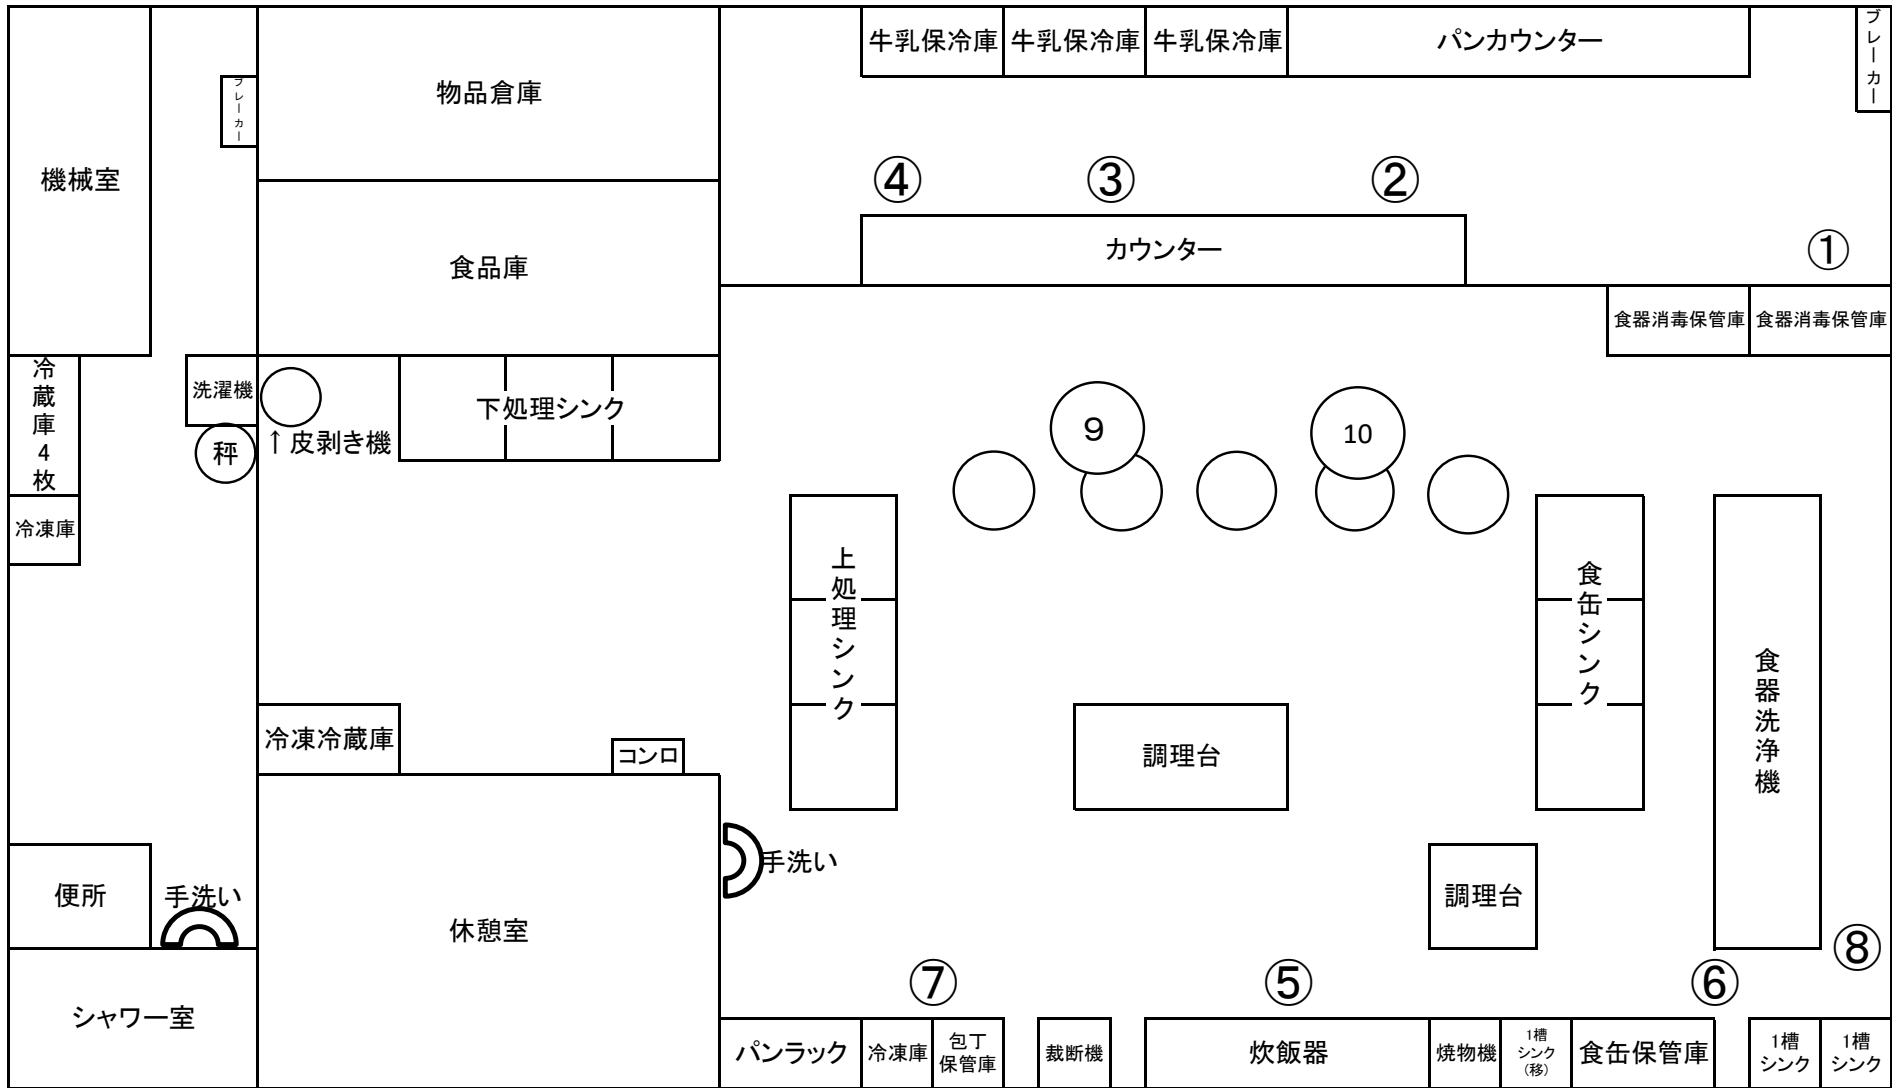 牛乳保冷庫
牛乳保冷庫
牛乳保冷庫
パンカウンター
ブレーカー
ブレーカー
物品倉庫
機械室
④
③
②
カウンター
①
食品庫
食器消毒保管庫
食器消毒保管庫
冷蔵庫4枚
洗濯機
下処理シンク
↑皮剥き機
秤
9
10
冷凍庫
上処理シンク
食缶シンク
食器洗浄機
冷凍冷蔵庫
コンロ
調理台
手洗い
便所
手洗い
調理台
休憩室
⑧
⑦
⑤
⑥
シャワー室
パンラック
冷凍庫
包丁
保管庫
裁断機
炊飯器
焼物機
1槽
シンク
(移)
食缶保管庫
1槽
シンク
1槽
シンク